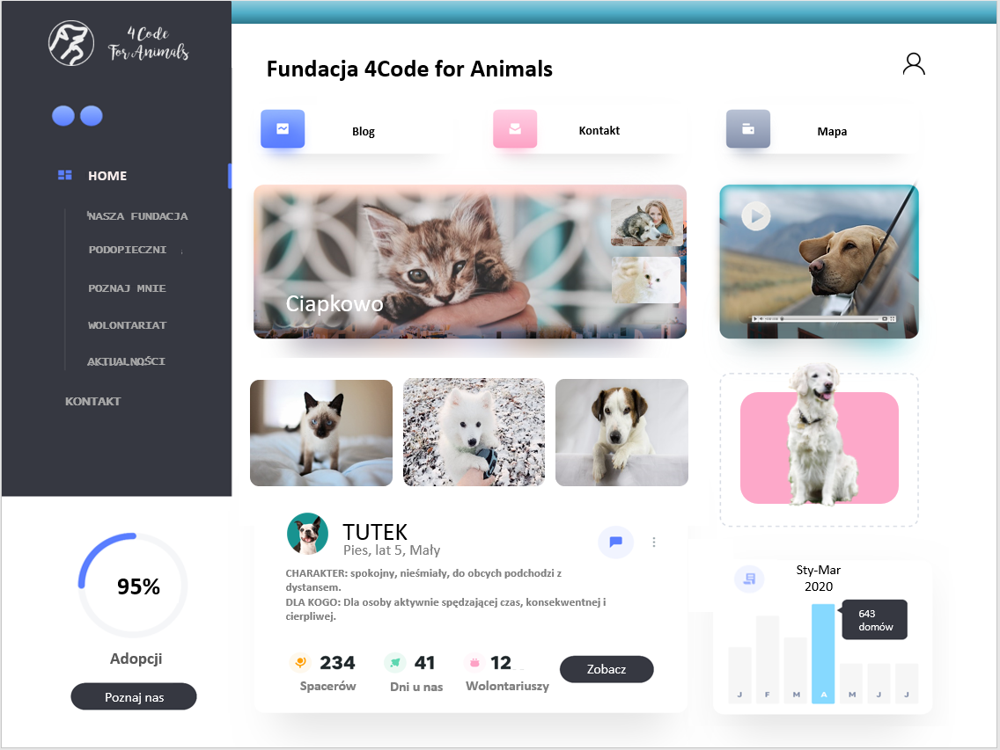 4 Code
For Animals
Fundacja 4Code for Animals
Blog
Kontakt
Mapa
HOME
NASZA FUNDACJA
PODOPIECZNI
POZNAJ MNIE
WOLONTARIAT
AKTUALNOŚCI
KONTAKT
Ciapkowo
95%
Adopcji
Poznaj nas
TUTEK
Pies, lat 5, Mały
CHARAKTER: spokojny, nieśmiały, do obcych podchodzi z
dystansem.
DLA KOGO: Dla osoby aktywnie spędzającej czas, konsekwentnej i
cierpliwej.
234
Spacerów
41
Dni u nas
12
Wolontariuszy
Zobacz
Sty-Mar
2020
643
domów
J F M A M J J